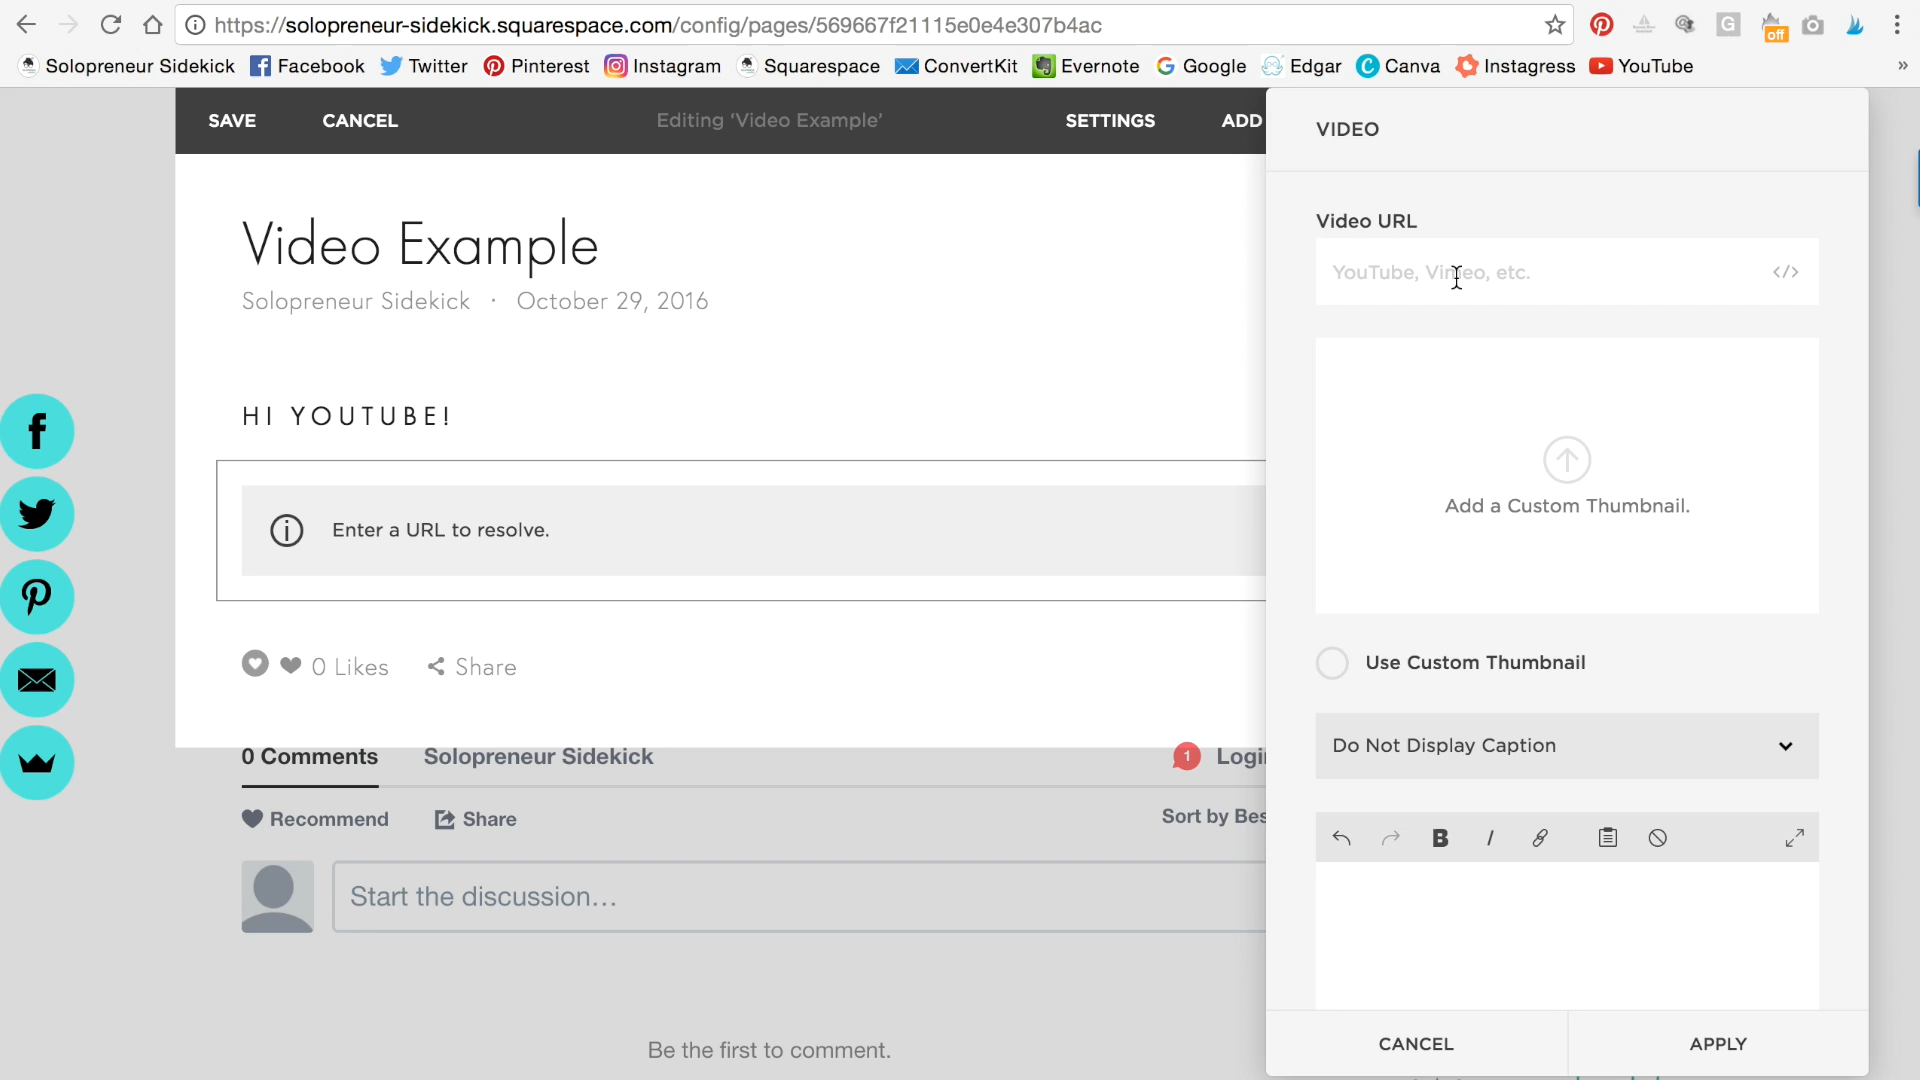 https://solopreneur-sidekick.squarespace.com/config/pages/569667f21115e0e4e307b4ac
off
Solopreneur Sidekick Facebook Twitter Pinterest Instagram Squarespace ConvertKit Evernote Google Edgar Canva Instagress YouTube »
SAVE CANCEL Editing ‘Video Example’ SETTINGS ADD
VIDEO
Video Example
Solopreneur Sidekick · October 29, 2016
HI YOUTUBE!
Enter a URL to resolve.
0 Likes Share
0 Comments Solopreneur Sidekick 1 Logi
Recommend Share Sort by Bes
Start the discussion...
Be the first to comment.
Video URL
YouTube, Vimeo, etc. </>
Add a Custom Thumbnail.
Use Custom Thumbnail
Do Not Display Caption
B I
CANCEL APPLY